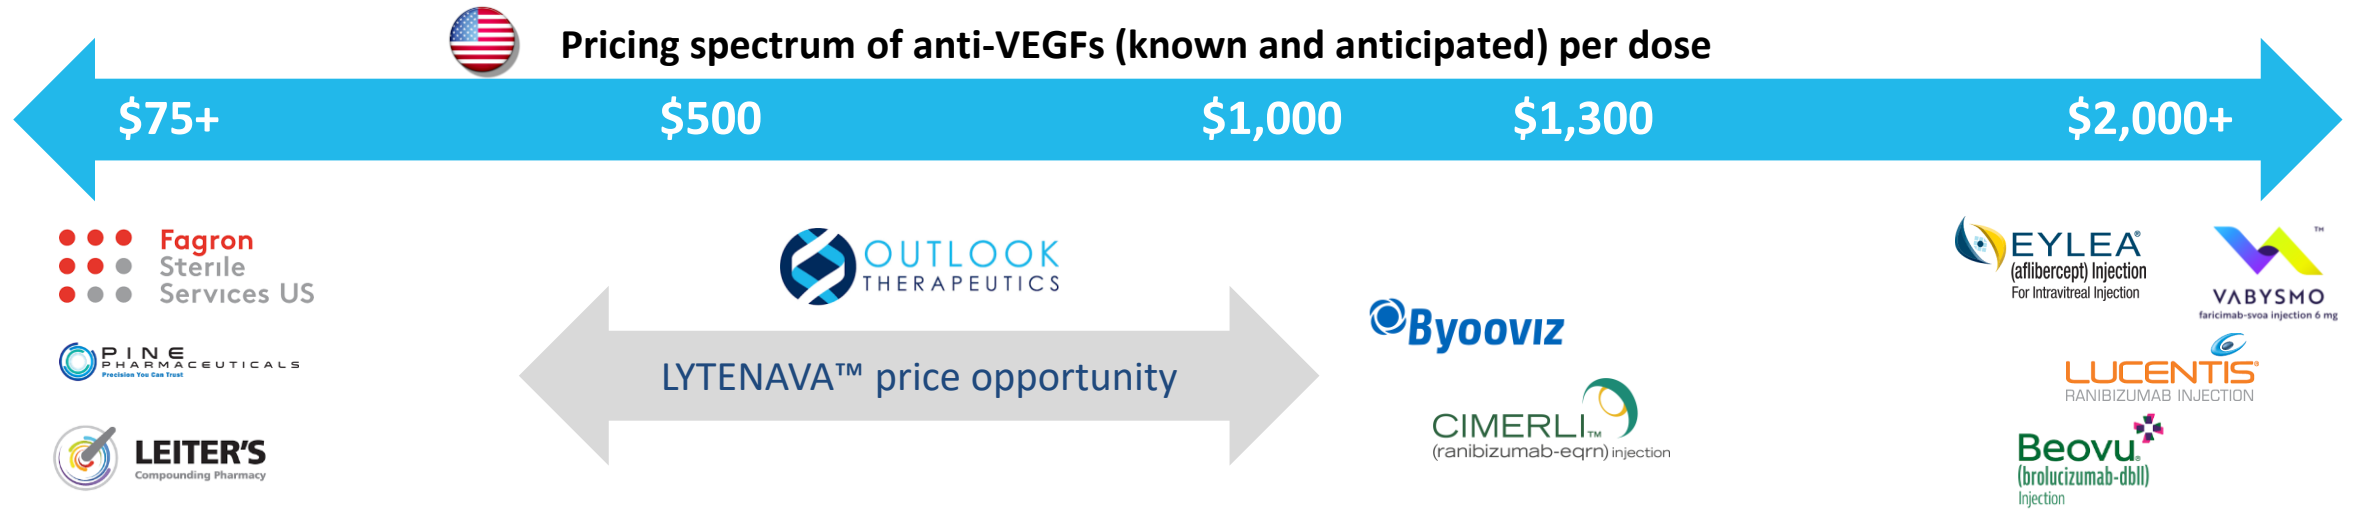 Pricing spectrum of anti-VEGFs (known and anticipated) per dose
$75+ $500 $1,000 $1,300 $2,000+
Fagron
Sterile
Services US
PINE
PHARMACEUTICALS
Precision You Can Trust
LEITER'S
Compounding Pharmacy
OUTLOOK
THERAPEUTICS
LYTENAVA™ price opportunity
Byooviz
CIMERLI™
(ranibizumab-eqrn) injection
EYLEA®
(aflibercept) Injection
For Intravitreal Injection
VABYSMO™
faricimab-svoa injection 6 mg
LUCENTIS®
RANIBIZUMAB INJECTION
Beovu®
(brolucizumab-dbll)
Injection